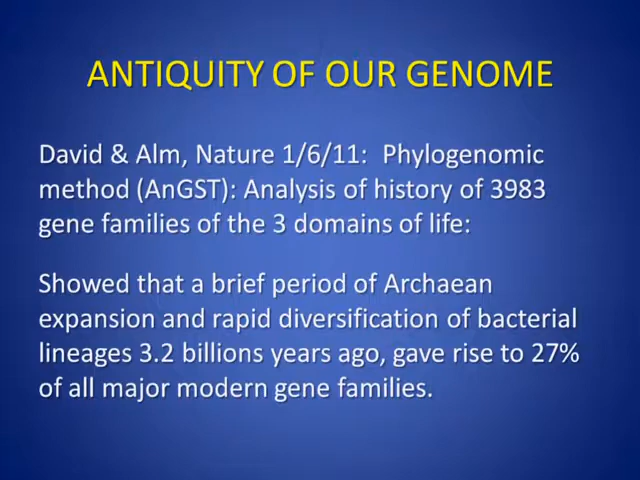 ANTIQUITY OF OUR GENOME
David & Alm, Nature 1/6/11: Phylogenomic
method (AnGST): Analysis of history of 3983
gene families of the 3 domains of life:
Showed that a brief period of Archaean
expansion and rapid diversification of bacterial
lineages 3.2 billions years ago, gave rise to 27%
of all major modern gene families.